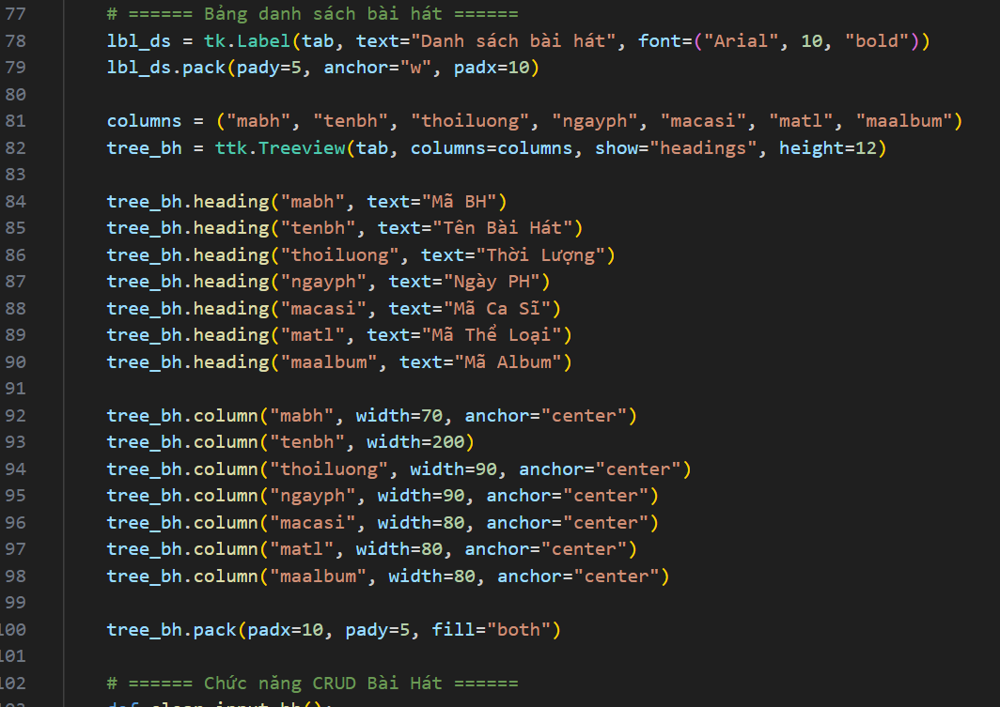 77 # ====== Bảng danh sách bài hát ======
78 lbl_ds = tk.Label(tab, text="Danh sách bài hát", font=("Arial", 10, "bold"))
79 lbl_ds.pack(pady=5, anchor="w", padx=10)
80
81 columns = ("mabh", "tenbh", "thoiluong", "ngayph", "macasi", "matl", "maalbum")
82 tree_bh = ttk.Treeview(tab, columns=columns, show="headings", height=12)
83
84 tree_bh.heading("mabh", text="Mã BH")
85 tree_bh.heading("tenbh", text="Tên Bài Hát")
86 tree_bh.heading("thoiluong", text="Thời Lượng")
87 tree_bh.heading("ngayph", text="Ngày PH")
88 tree_bh.heading("macasi", text="Mã Ca Sĩ")
89 tree_bh.heading("matl", text="Mã Thể Loại")
90 tree_bh.heading("maalbum", text="Mã Album")
91
92 tree_bh.column("mabh", width=70, anchor="center")
93 tree_bh.column("tenbh", width=200)
94 tree_bh.column("thoiluong", width=90, anchor="center")
95 tree_bh.column("ngayph", width=90, anchor="center")
96 tree_bh.column("macasi", width=80, anchor="center")
97 tree_bh.column("matl", width=80, anchor="center")
98 tree_bh.column("maalbum", width=80, anchor="center")
99
100 tree_bh.pack(padx=10, pady=5, fill="both")
101
102 # ====== Chức năng CRUD Bài Hát ======